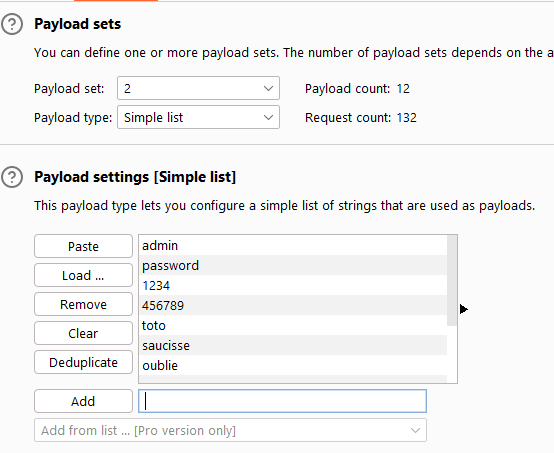 Payload sets
You can define one or more payload sets. The number of payload sets depends on the a
Payload set: 2 Payload count: 12
Payload type: Simple list Request count: 132
Payload settings [Simple list]
This payload type lets you configure a simple list of strings that are used as payloads.
Paste
Load ...
Remove
Clear
Deduplicate
admin
password
1234
456789
toto
saucisse
oublie
Add
Add from list ... [Pro version only]